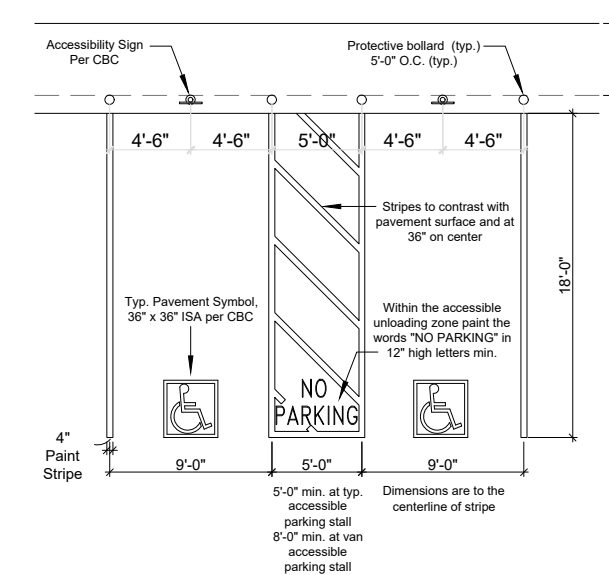 Accessibility Sign
Per CBC
Protective bollard  (typ.)
5'-0" O.C. (typ.)
4'-6"
4'-6"
5'-0"
4'-6"
4'-6"
Stripes to contrast with
pavement surface and at
36" on center
18'-0"
Typ. Pavement Symbol,
36" x 36" ISA per CBC
Within the accessible
unloading zone paint the
words "NO PARKING" in
12" high letters min.
NO
PARKING
4"
Paint
Stripe
9'-0"
5'-0"
9'-0"
5'-0" min. at typ.
accessible
parking stall
8'-0" min. at van
accessible
parking stall
Dimensions are to the
centerline of stripe